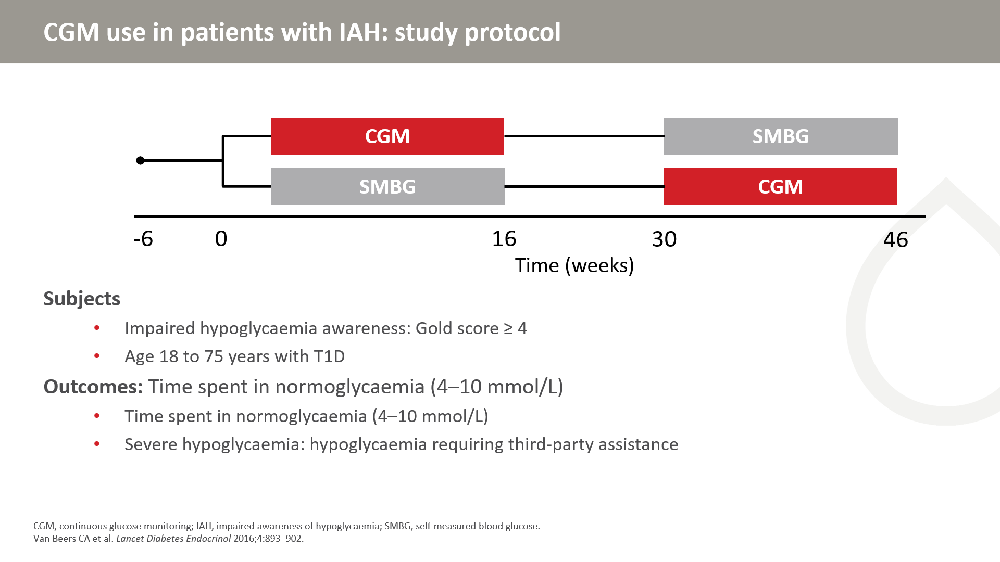 CGM use in patients with IAH: study protocol
CGM
SMBG
SMBG
CGM
-6 0 16 30 46
Time (weeks)
Subjects
• Impaired hypoglycaemia awareness: Gold score ≥ 4
• Age 18 to 75 years with T1D
Outcomes: Time spent in normoglycaemia (4–10 mmol/L)
• Time spent in normoglycaemia (4–10 mmol/L)
• Severe hypoglycaemia: hypoglycaemia requiring third-party assistance
CGM, continuous glucose monitoring; IAH, impaired awareness of hypoglycaemia; SMBG, self-measured blood glucose.
Van Beers CA et al. Lancet Diabetes Endocrinol 2016;4:893–902.